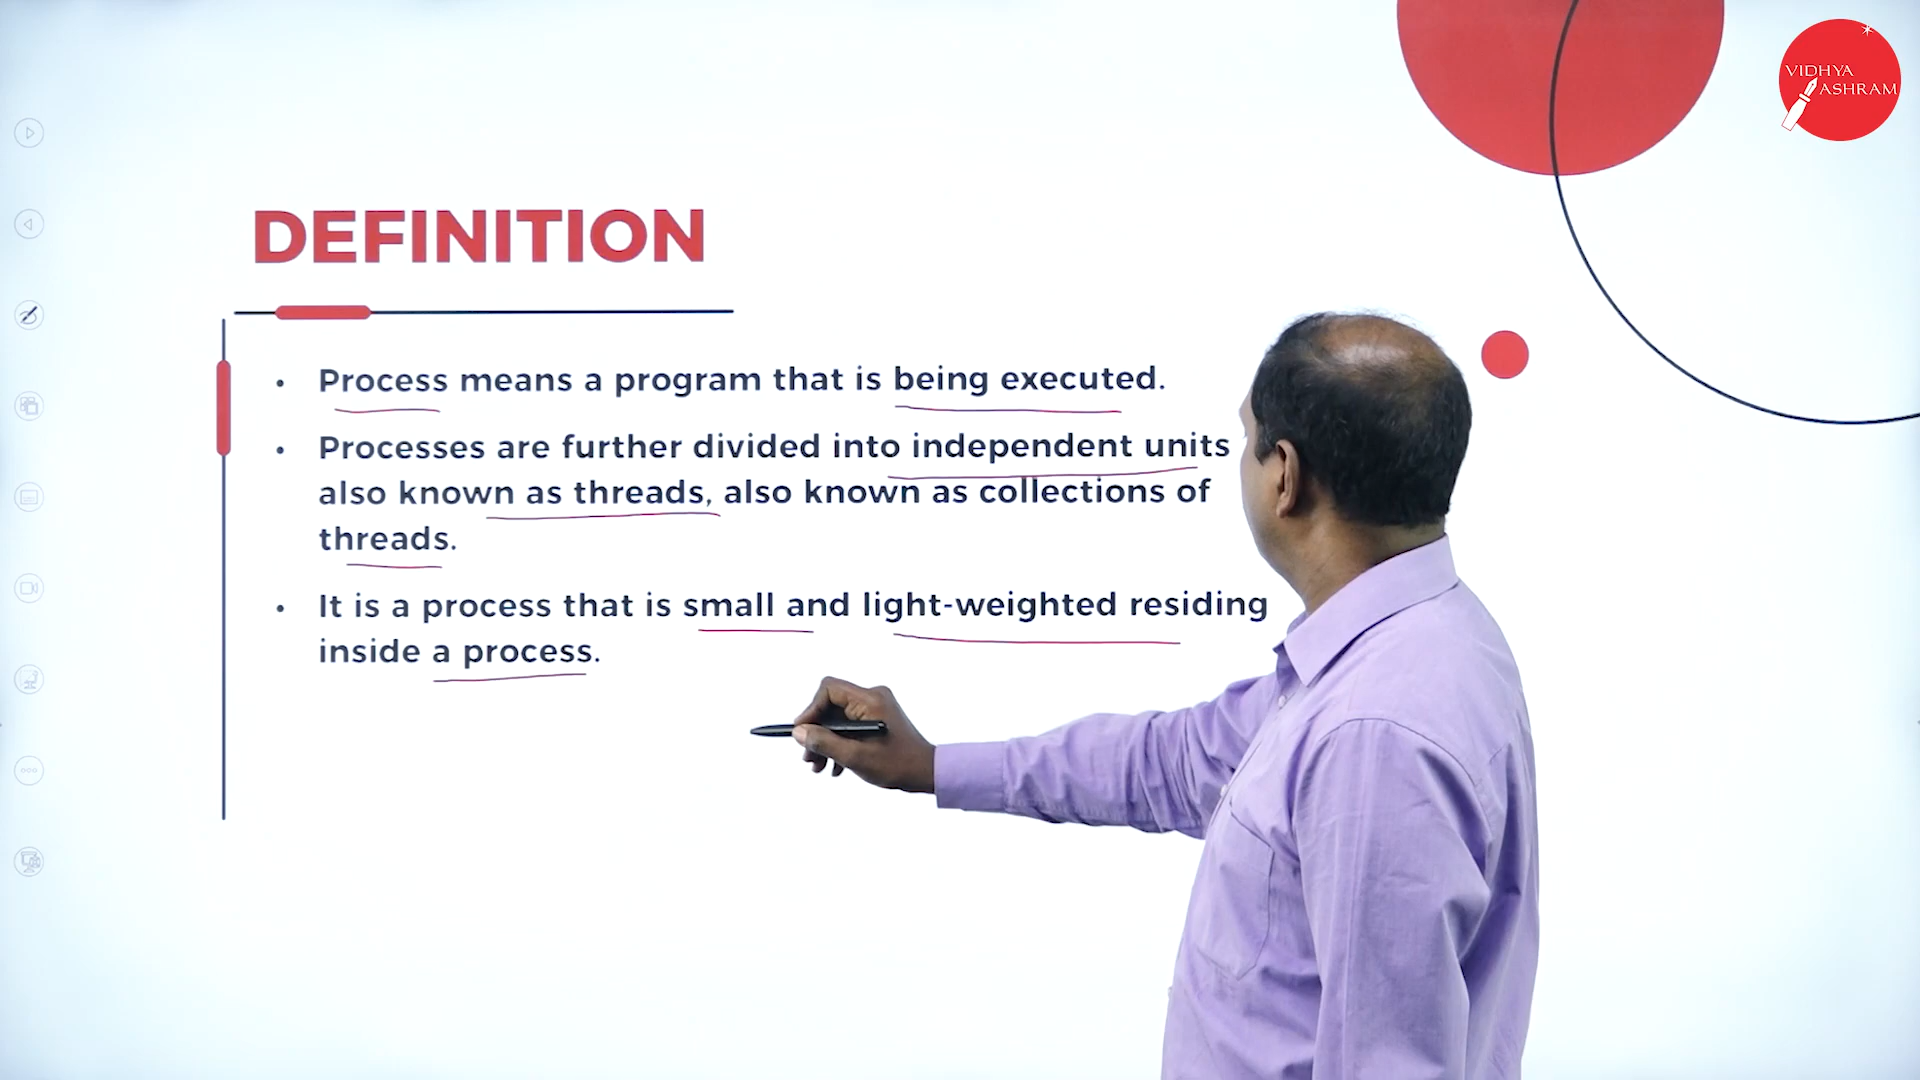 VIDHYA
ASHRAM
DEFINITION
• Process means a program that is being executed.
• Processes are further divided into independent units
also known as threads, also known as collections of
threads.
• It is a process that is small and light-weighted residing
inside a process.